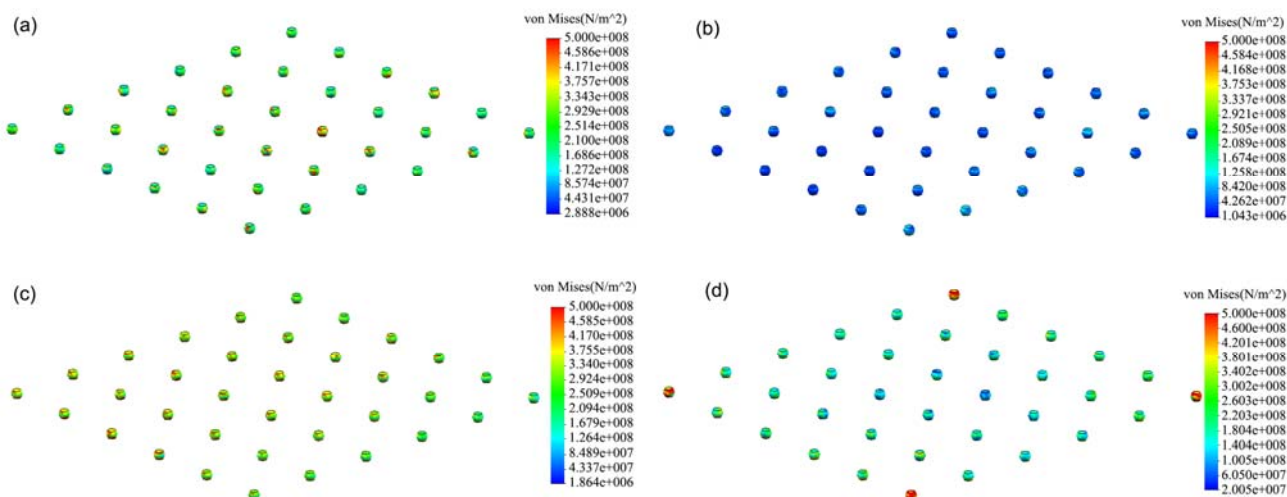 (a)
von Mises(N/m^2)
5.000e+008
4.586e+008
4.171e+008
3.757e+008
3.343e+008
2.929e+008
2.514e+008
2.100e+008
1.686e+008
1.272e+008
8.574e+007
4.431e+007
2.888e+006
(b)
von Mises(N/m^2)
5.000e+008
4.584e+008
4.168e+008
3.753e+008
3.337e+008
2.921e+008
2.505e+008
2.089e+008
1.674e+008
1.258e+008
8.420e+007
4.262e+007
1.043e+006
(c)
von Mises(N/m^2)
5.000e+008
4.585e+008
4.170e+008
3.755e+008
3.340e+008
2.924e+008
2.509e+008
2.094e+008
1.679e+008
1.264e+008
8.489e+007
4.337e+007
1.864e+006
(d)
von Mises(N/m^2)
5.000e+008
4.600e+008
4.201e+008
3.801e+008
3.402e+008
3.002e+008
2.603e+008
2.203e+008
1.804e+008
1.404e+008
1.005e+008
6.050e+007
2.005e+007